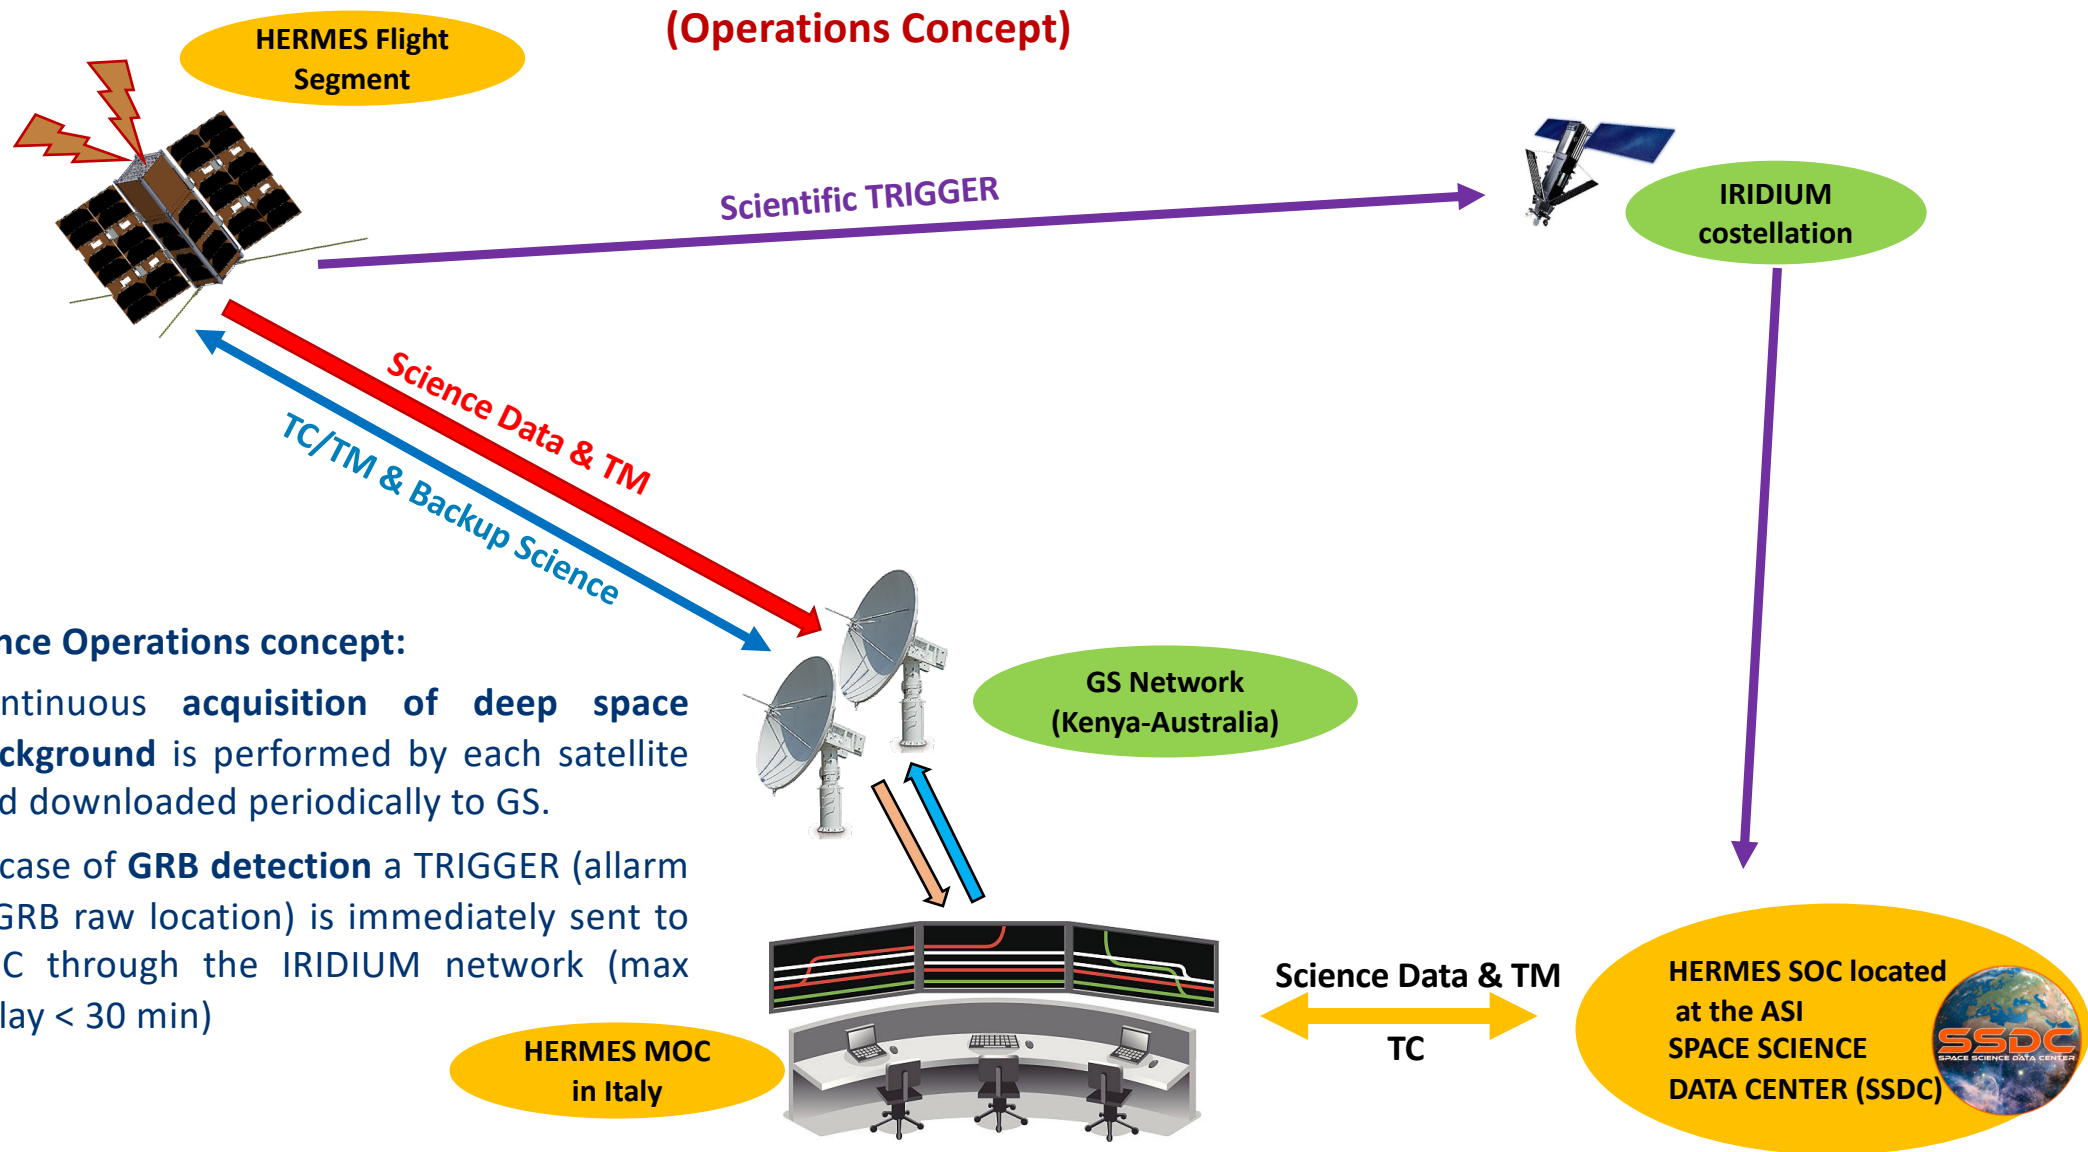 (Operations Concept)
HERMES Flight
Segment
Scientific TRIGGER
IRIDIUM
costellation
Science Data & TM
TC/TM & Backup Science
nce Operations concept:
ntinuous acquisition of deep space
ckground is performed by each satellite
d downloaded periodically to GS.
case of GRB detection a TRIGGER (allarm
GRB raw location) is immediately sent to
C through the IRIDIUM network (max
lay < 30 min)
GS Network
(Kenya-Australia)
HERMES MOC
in Italy
Science Data & TM
TC
HERMES SOC located
at the ASI
SPACE SCIENCE
DATA CENTER (SSDC)
SSDC
SPACE SCIENCE DATA CENTER